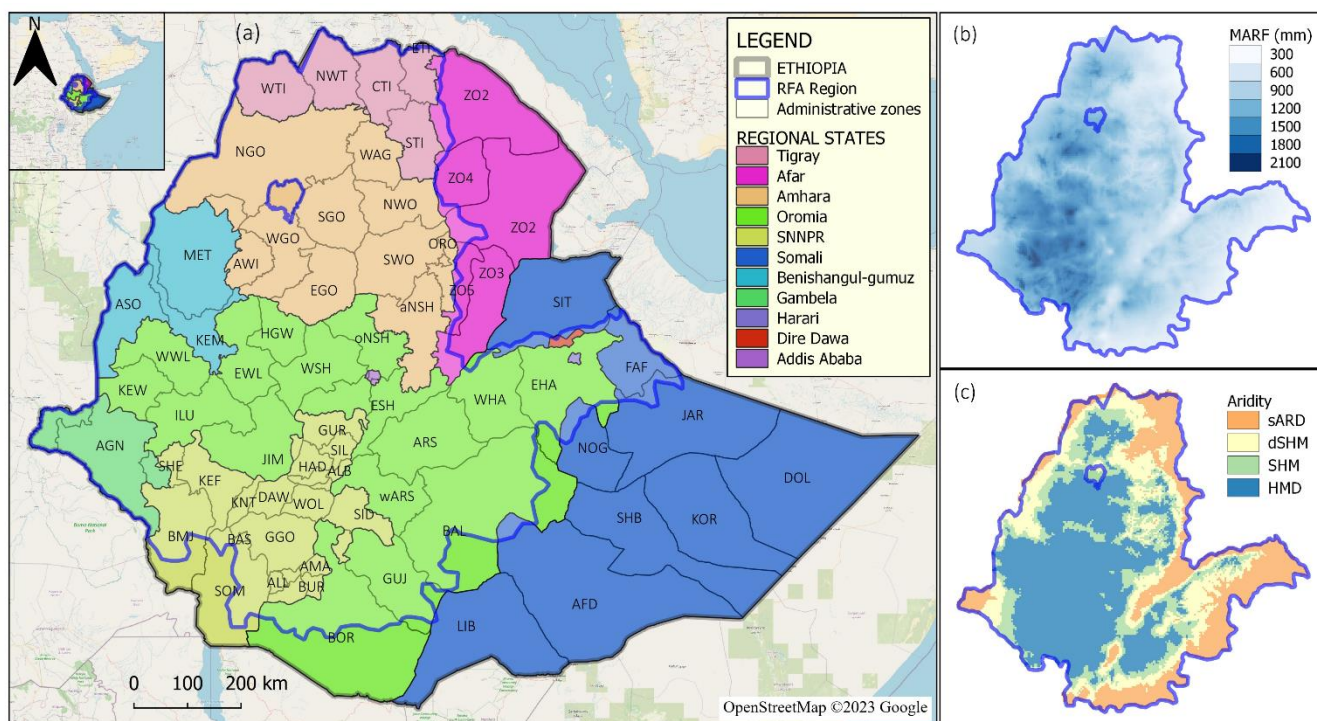 (a)
LEGEND
ETHIOPIA
RFA Region
Administrative zones
REGIONAL STATES
Tigray
Afar
Amhara
Oromia
SNNPR
Somali
Benishangul-gumuz
Gambela
Harari
Dire Dawa
Addis Ababa
N
ETI
WTI
NWT
CTI
ZO2
STI
NGO
WAG
ZO4
NWO
SGO
ZO2
WGO
ORO
MET
AWI
SWO
ZO3
EGO
ZO5
aNSH
SIT
ASO
KEM
HGW
oNSH
WWL
EWL
WSH
FAF
KEW
EHA
WHA
ESH
ILU
JAR
AGN
GUR
ARS
NOG
SIL
JIM
SHE
HAD
ALB
KEF
DOL
KNT
DAW
WOL
wARS
SID
SHB
KOR
BMJ
BAS
GGO
BAL
AMA
GUJ
SOM
ALL
BUR
AFD
LIB
BOR
0 100 200 km
OpenStreetMap ©2023 Google
(b)
MARF (mm)
300
600
900
1200
1500
1800
2100
(c)
Aridity
sARD
dSHM
SHM
HMD